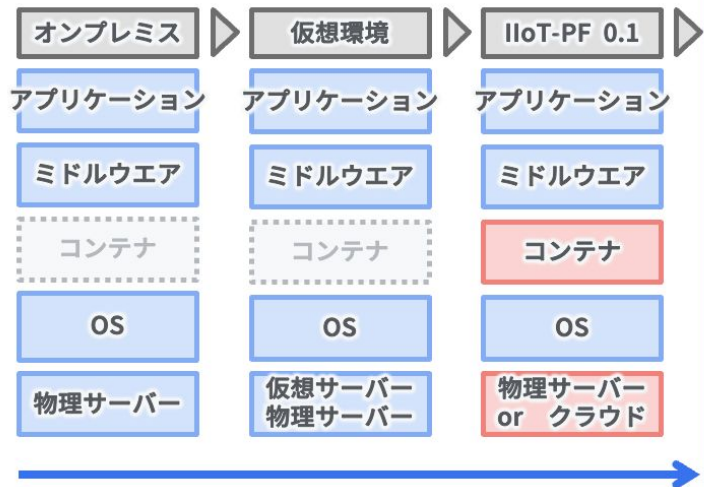 オンプレミス
仮想環境
IIoT-PF 0.1
アプリケーション
アプリケーション
アプリケーション
ミドルウエア
ミドルウエア
ミドルウエア
コンテナ
コンテナ
コンテナ
OS
OS
OS
物理サーバー
仮想サーバー
物理サーバー
物理サーバー
or クラウド